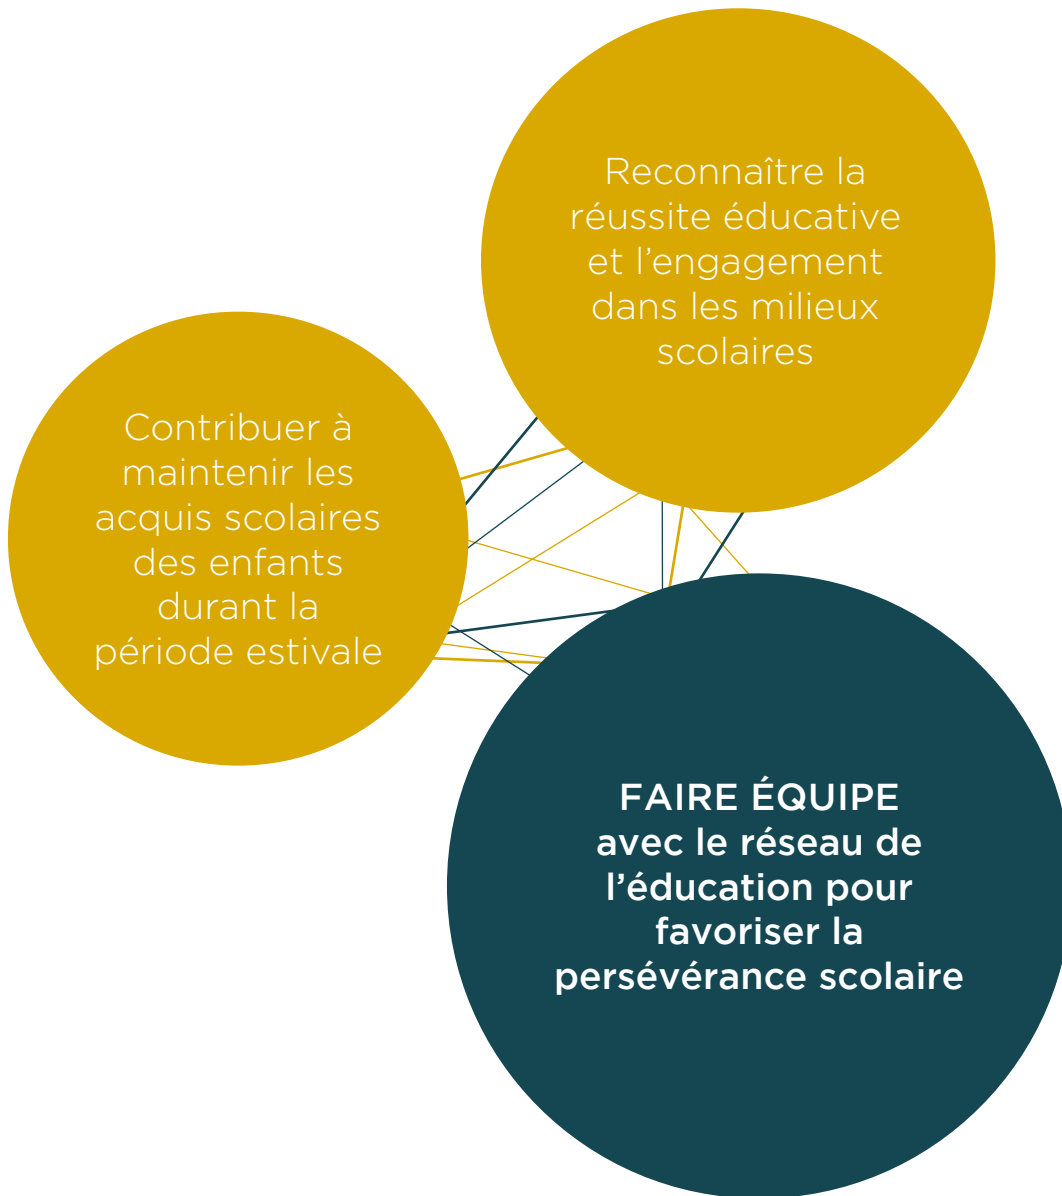 Reconnaître la
réussite éducative
et l’engagement
dans les milieux
scolaires
Contribuer à
maintenir les
acquis scolaires
des enfants
durant la
période estivale
FAIRE ÉQUIPE
avec le réseau de
l’éducation pour
favoriser la
persévérance scolaire